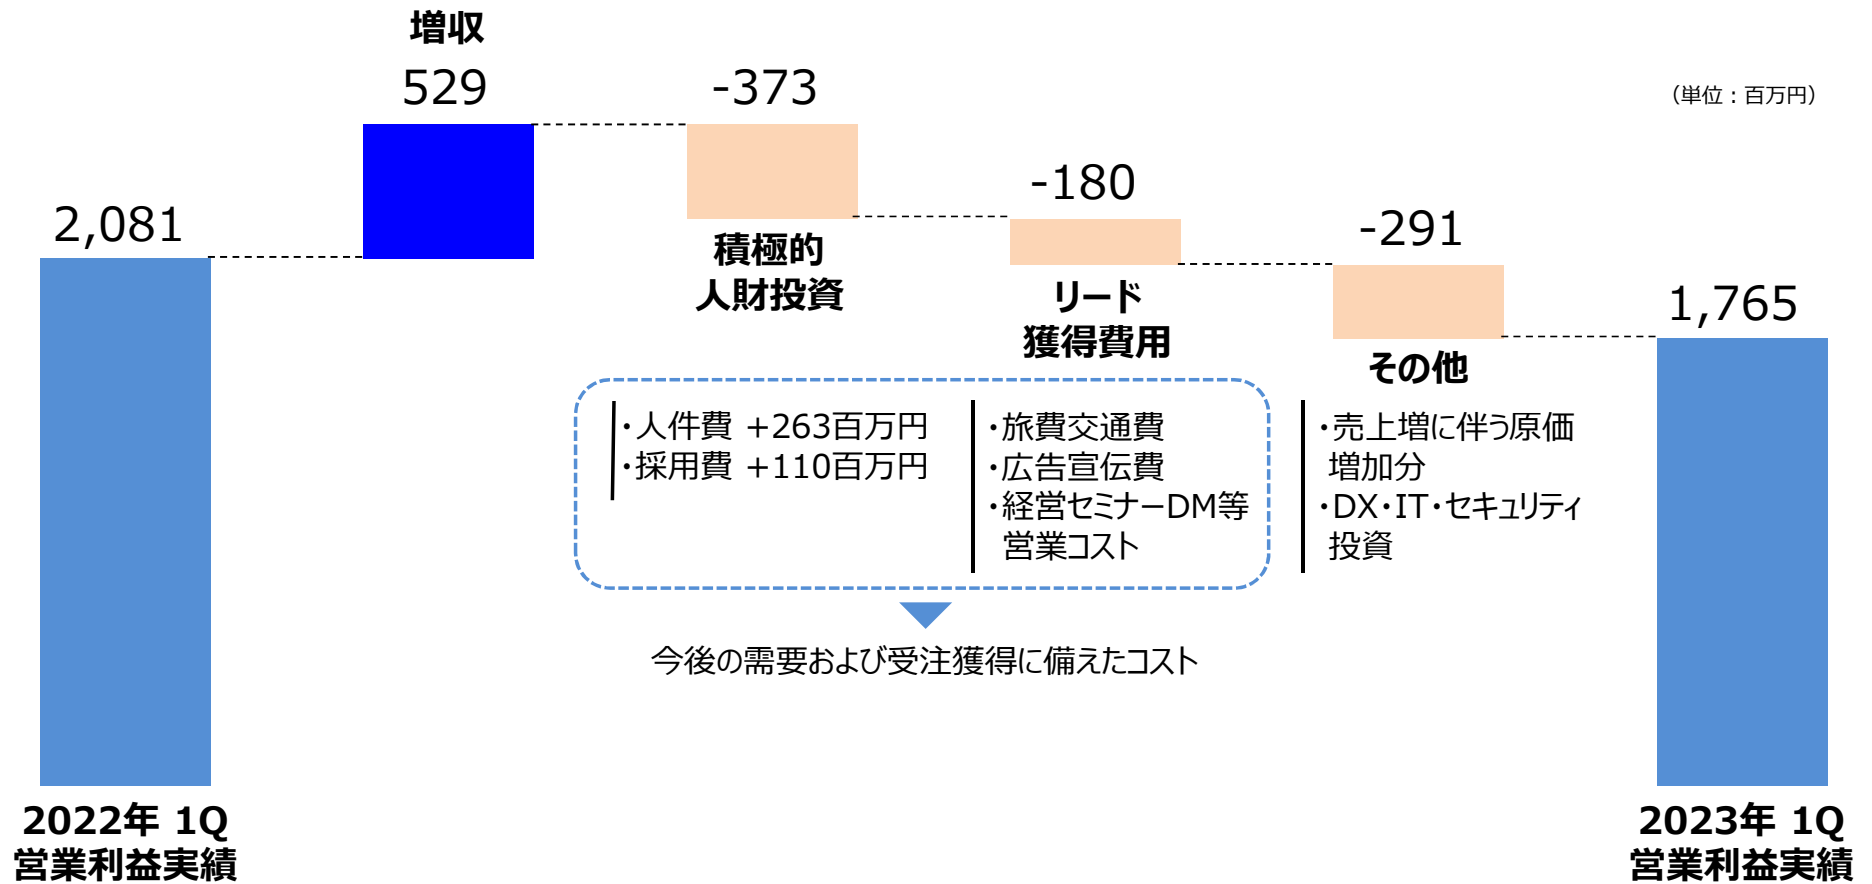 増収
529
-373
（単位：百万円）
-180
2,081
-291
積極的
人財投資
リード
獲得費用
1,765
その他
・人件費 +263百万円
・採用費 +110百万円
・旅費交通費
・広告宣伝費
・経営セミナーDM等
営業コスト
・売上増に伴う原価
増加分
・DX・IT・セキュリティ
投資
今後の需要および受注獲得に備えたコスト
2022年 1Q
営業利益実績
2023年 1Q
営業利益実績